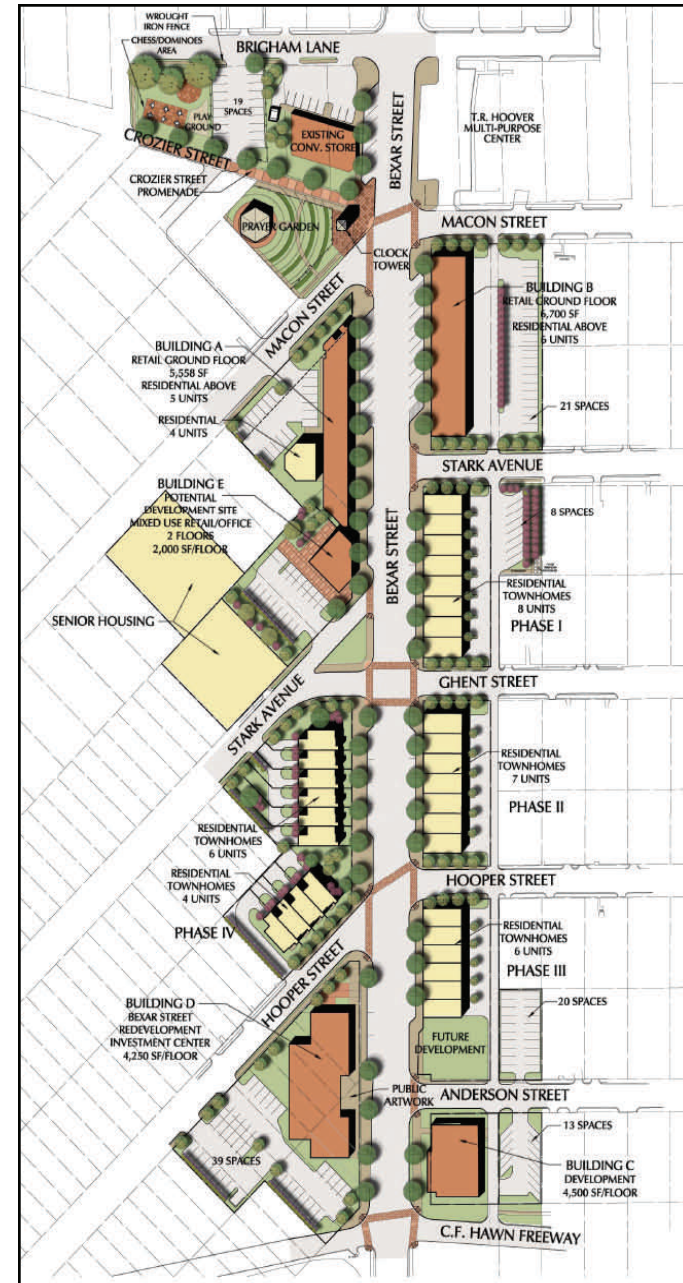 WROUGHT
IRON FENCE
BRIGHAM LANE
CHESS/DOMINOES
AREA
19
SPACES
PLAY
GROUND
EXISTING
CONV. STORE
BEXAR STREET
T.R. HOOVER
MULTI-PURPOSE
CENTER
CROZIER STREET
CROZIER STREET
PROMENADE
PRAYER GARDEN
MACON STREET
CLOCK
TOWER
MACON STREET
BUILDING B
RETAIL GROUND FLOOR
6,700 SF
RESIDENTIAL ABOVE
6 UNITS
BUILDING A
RETAIL GROUND FLOOR
5,558 SF
RESIDENTIAL ABOVE
5 UNITS
21 SPACES
RESIDENTIAL
4 UNITS
STARK AVENUE
BUILDING E
POTENTIAL
DEVELOPMENT SITE
MIXED USE RETAIL/OFFICE
2 FLOORS
2,000 SF/FLOOR
8 SPACES
BEXAR STREET
RESIDENTIAL
TOWNHOMES
8 UNITS
PHASE I
SENIOR HOUSING
GHENT STREET
STARK AVENUE
RESIDENTIAL
TOWNHOMES
7 UNITS
PHASE II
RESIDENTIAL
TOWNHOMES
6 UNITS
RESIDENTIAL
TOWNHOMES
4 UNITS
HOOPER STREET
PHASE IV
RESIDENTIAL
TOWNHOMES
6 UNITS
PHASE III
HOOPER STREET
BUILDING D
BEXAR STREET
REDEVELOPMENT
INVESTMENT CENTER
4,250 SF/FLOOR
20 SPACES
FUTURE
DEVELOPMENT
PUBLIC
ARTWORK
ANDERSON STREET
13 SPACES
39 SPACES
BUILDING C
DEVELOPMENT
4,500 SF/FLOOR
C.F. HAWN FREEWAY